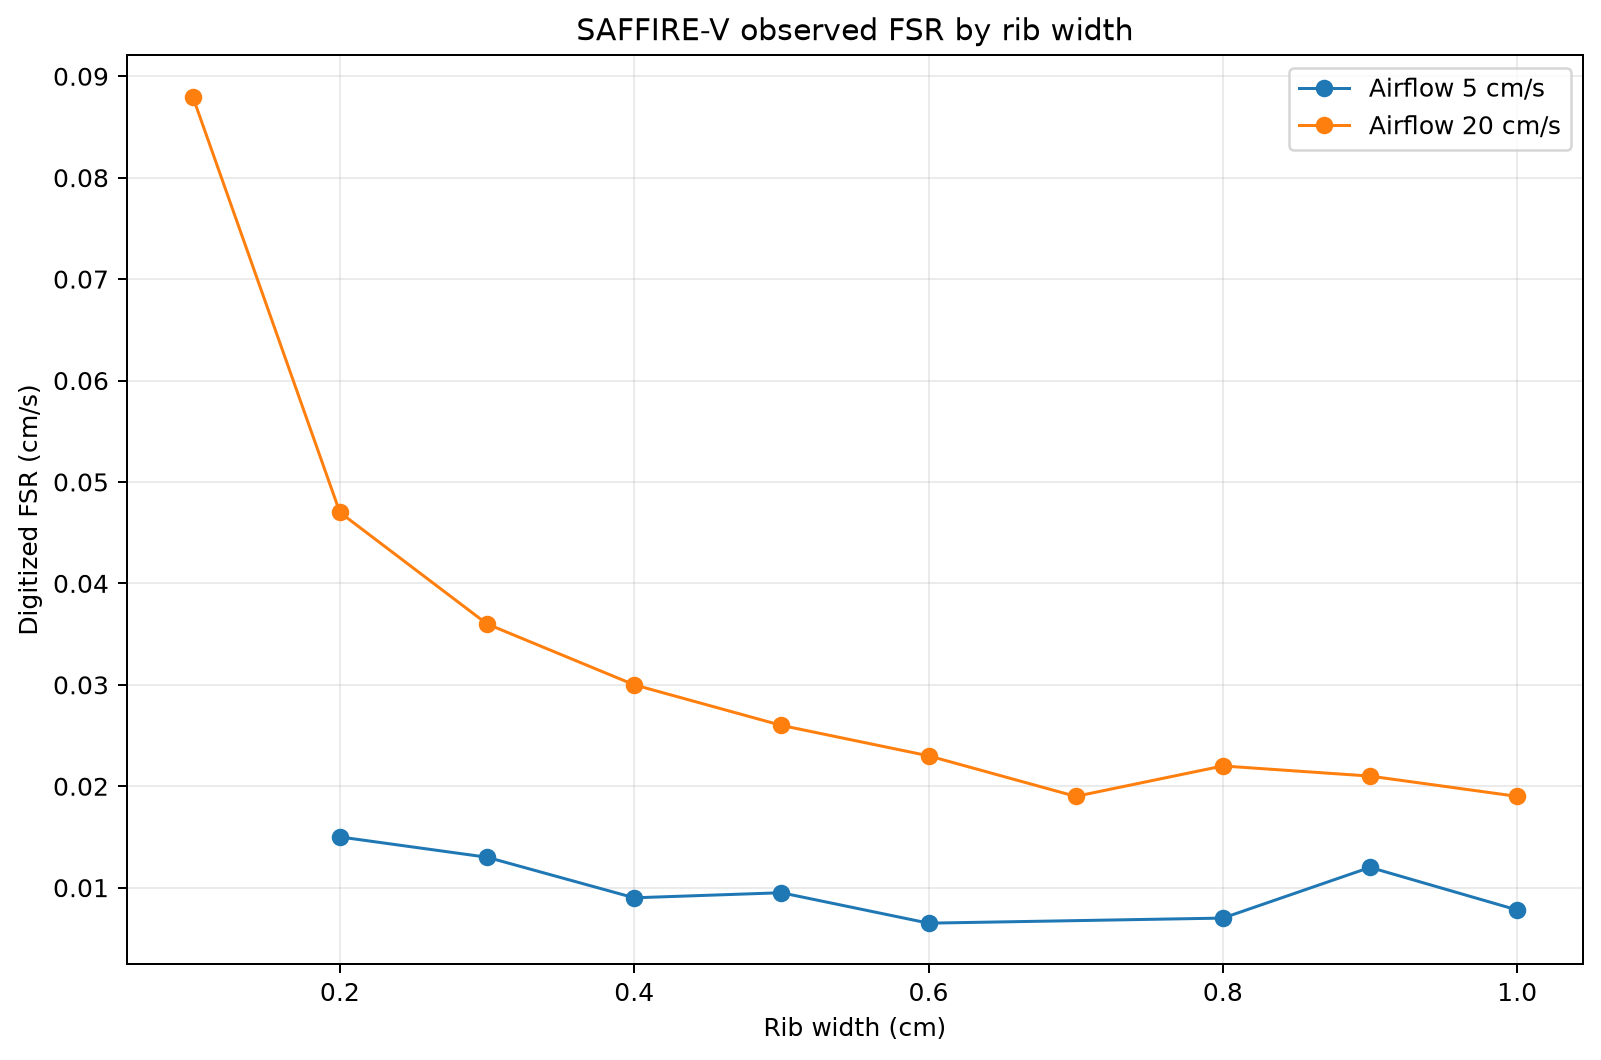 SAFFIRE-V observed FSR by rib width
Airflow 5 cm/s
Airflow 20 cm/s
Digitized FSR (cm/s)
0.09
0.08
0.07
0.06
0.05
0.04
0.03
0.02
0.01
0.2 0.4 0.6 0.8 1.0
Rib width (cm)